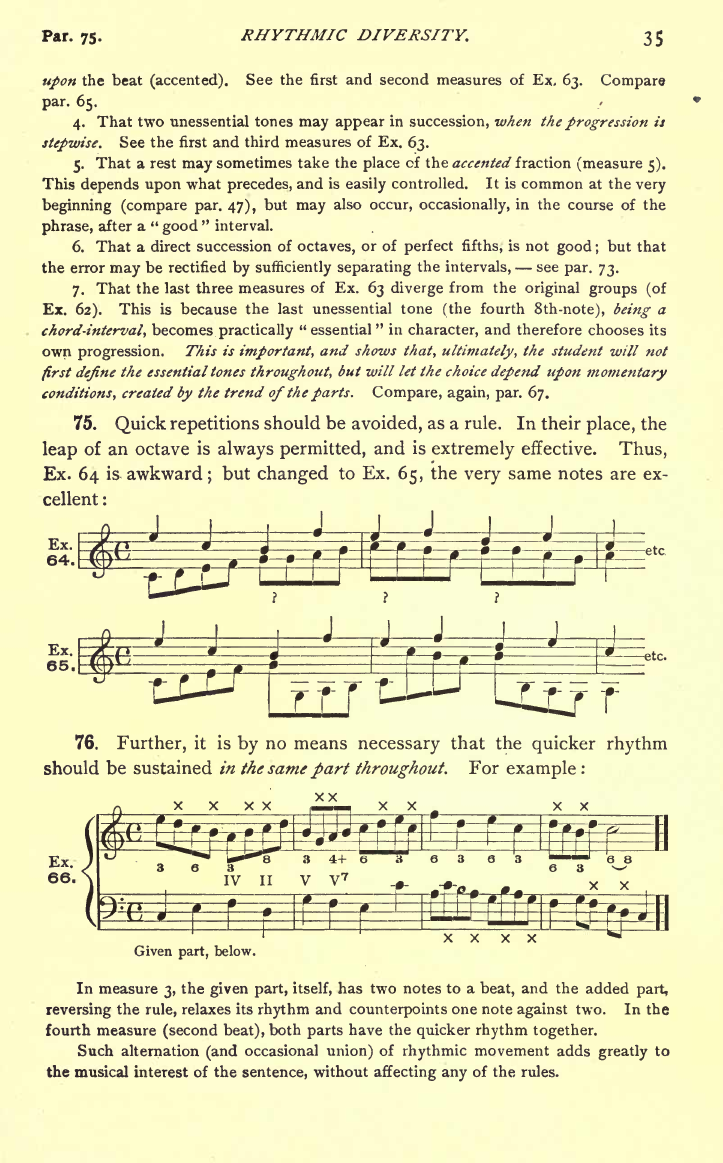 Par. 75. RHYTHMIC DIVERSITY. 35
upon the beat (accented). See the first and second measures of Ex. 63. Compare
par. 65.
4. That two unessential tones may appear in succession, when the progression is
stepwise. See the first and third measures of Ex. 63.
5. That a rest may sometimes take the place of the accented fraction (measure 5).
This depends upon what precedes, and is easily controlled. It is common at the very
beginning (compare par. 47), but may also occur, occasionally, in the course of the
phrase, after a “good” interval.
6. That a direct succession of octaves, or of perfect fifths, is not good; but that
the error may be rectified by sufficiently separating the intervals, — see par. 73.
7. That the last three measures of Ex. 63 diverge from the original groups (of
Ex. 62). This is because the last unessential tone (the fourth 8th-note), being a
chord-interval, becomes practically “essential” in character, and therefore chooses its
own progression. This is important, and shows that, ultimately, the student will not
first define the essential tones throughout, but will let the choice depend upon momentary
conditions, created by the trend of the parts. Compare, again, par. 67.
75. Quick repetitions should be avoided, as a rule. In their place, the
leap of an octave is always permitted, and is extremely effective. Thus,
Ex. 64 is awkward; but changed to Ex. 65, the very same notes are ex-
cellent:
Ex. 64. etc
? ? ?
Ex. 65. etc.
76. Further, it is by no means necessary that the quicker rhythm
should be sustained in the same part throughout. For example:
x x x x x x x x x x
Ex. 66.
3 6 3 8 3 4+ 6 3 6 3 6 3 6 3 6 8
IV II V V7 x x
x x x x
Given part, below.
In measure 3, the given part, itself, has two notes to a beat, and the added part,
reversing the rule, relaxes its rhythm and counterpoints one note against two. In the
fourth measure (second beat), both parts have the quicker rhythm together.
Such alternation (and occasional union) of rhythmic movement adds greatly to
the musical interest of the sentence, without affecting any of the rules.